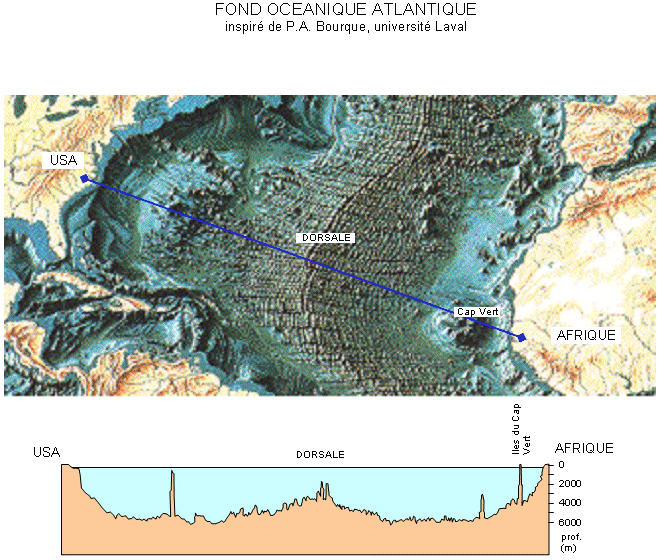 FOND OCEANIQUE ATLANTIQUE
inspiré de P.A. Bourque, université Laval
USA
DORSALE
Cap Vert
AFRIQUE
Iles du Cap
Vert
USA
DORSALE
AFRIQUE
0
2000
4000
6000
prof.
(m)